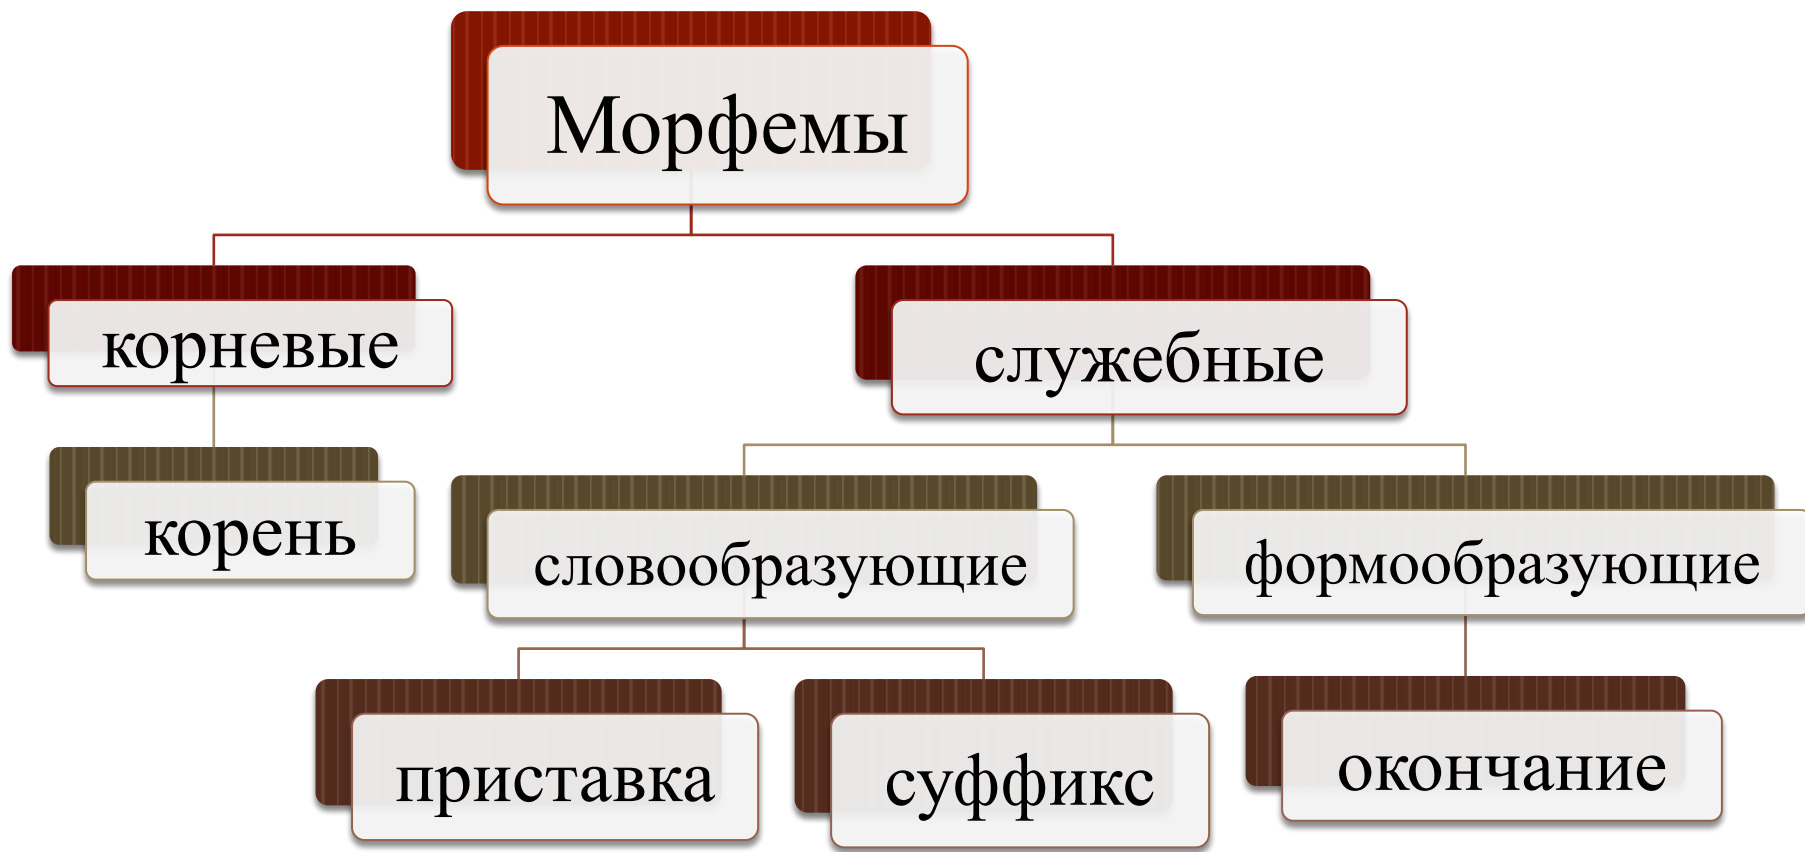 Морфемы
корневые
служебные
корень
словообразующие
формообразующие
приставка
суффикс
окончание